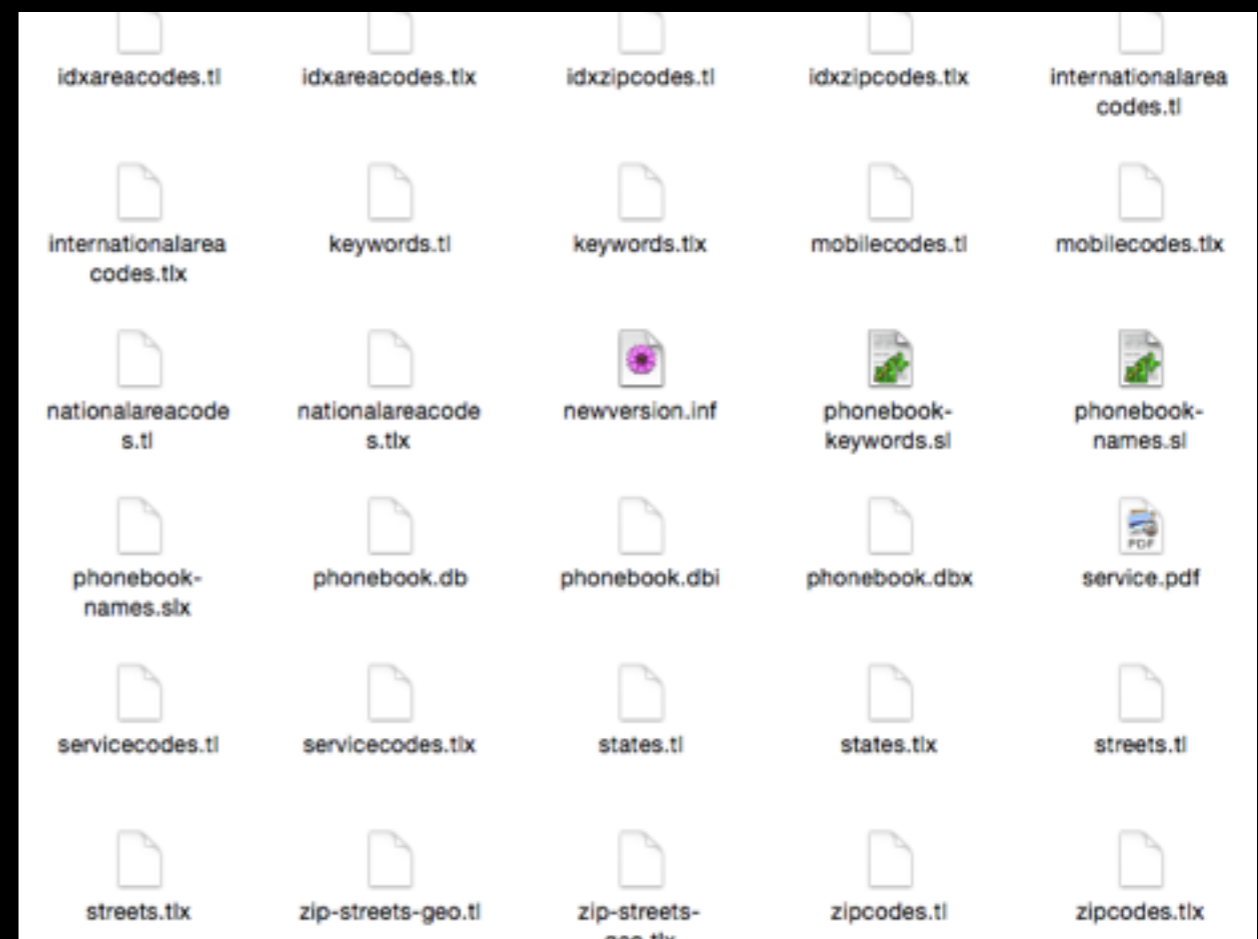 idxareacodes.tl
idxareacodes.tlx
idxzipcodes.tl
idxzipcodes.tlx
internationalarea
codes.tl
internationalarea
codes.tlx
keywords.tl
keywords.tlx
mobilecodes.tl
mobilecodes.tlx
nationalareacode
s.tl
nationalareacode
s.tlx
newversion.inf
phonebook-
keywords.sl
phonebook-
names.sl
phonebook-
names.slx
phonebook.db
phonebook.dbi
phonebook.dbx
PDF
service.pdf
servicecodes.tl
servicecodes.tlx
states.tl
states.tlx
streets.tl
streets.tlx
zip-streets-geo.tl
zip-streets-
geo.tlx
zipcodes.tl
zipcodes.tlx